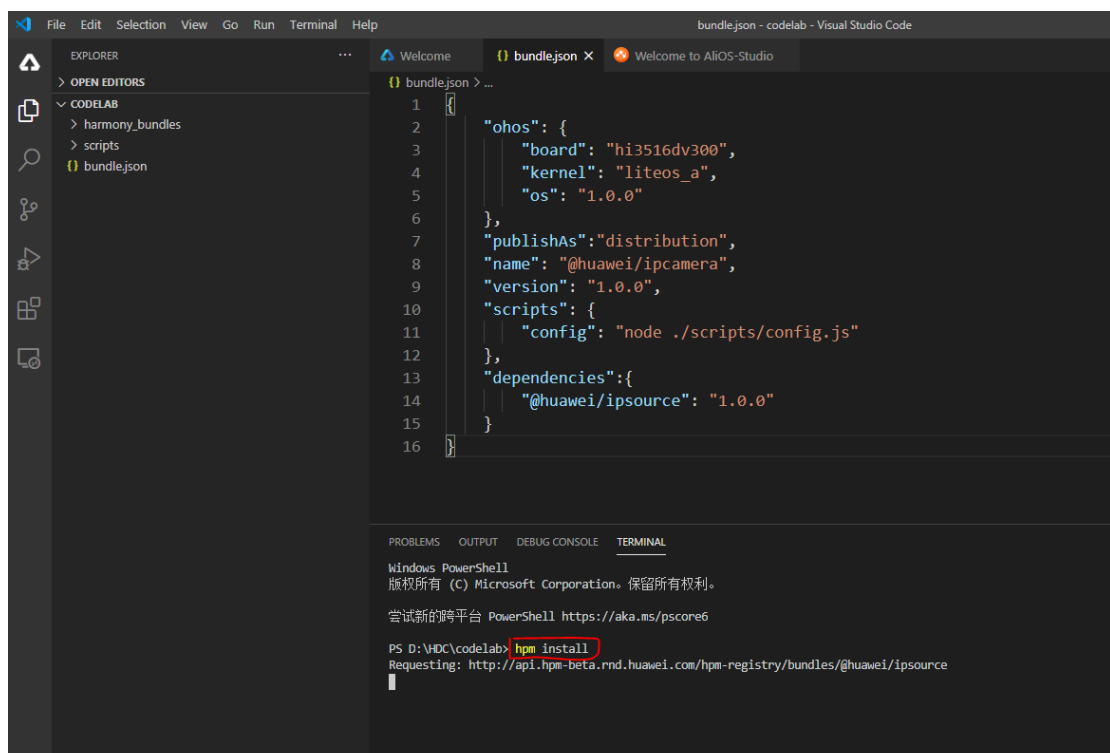 File Edit Selection View Go Run Terminal Help
bundle.json - codelab - Visual Studio Code
EXPLORER
···
OPEN EDITORS
CODELAB
harmony_bundles
scripts
{} bundle.json
Welcome
{} bundle.json ×
Welcome to AliOS-Studio
{} bundle.json > ...
1 {
2 "ohos": {
3 "board": "hi3516dv300",
4 "kernel": "liteos_a",
5 "os": "1.0.0"
6 },
7 "publishAs":"distribution",
8 "name": "@huawei/ipcamera",
9 "version": "1.0.0",
10 "scripts": {
11 "config": "node ./scripts/config.js"
12 },
13 "dependencies":{
14 "@huawei/ipsource": "1.0.0"
15 }
16 }
PROBLEMS OUTPUT DEBUG CONSOLE TERMINAL
Windows PowerShell
版权所有 (C) Microsoft Corporation。保留所有权利。
尝试新的跨平台 PowerShell https://aka.ms/pscore6
PS D:\HDC\codelab> hpm install
Requesting: http://api.hpm-beta.rnd.huawei.com/hpm-registry/bundles/@huawei/ipsource